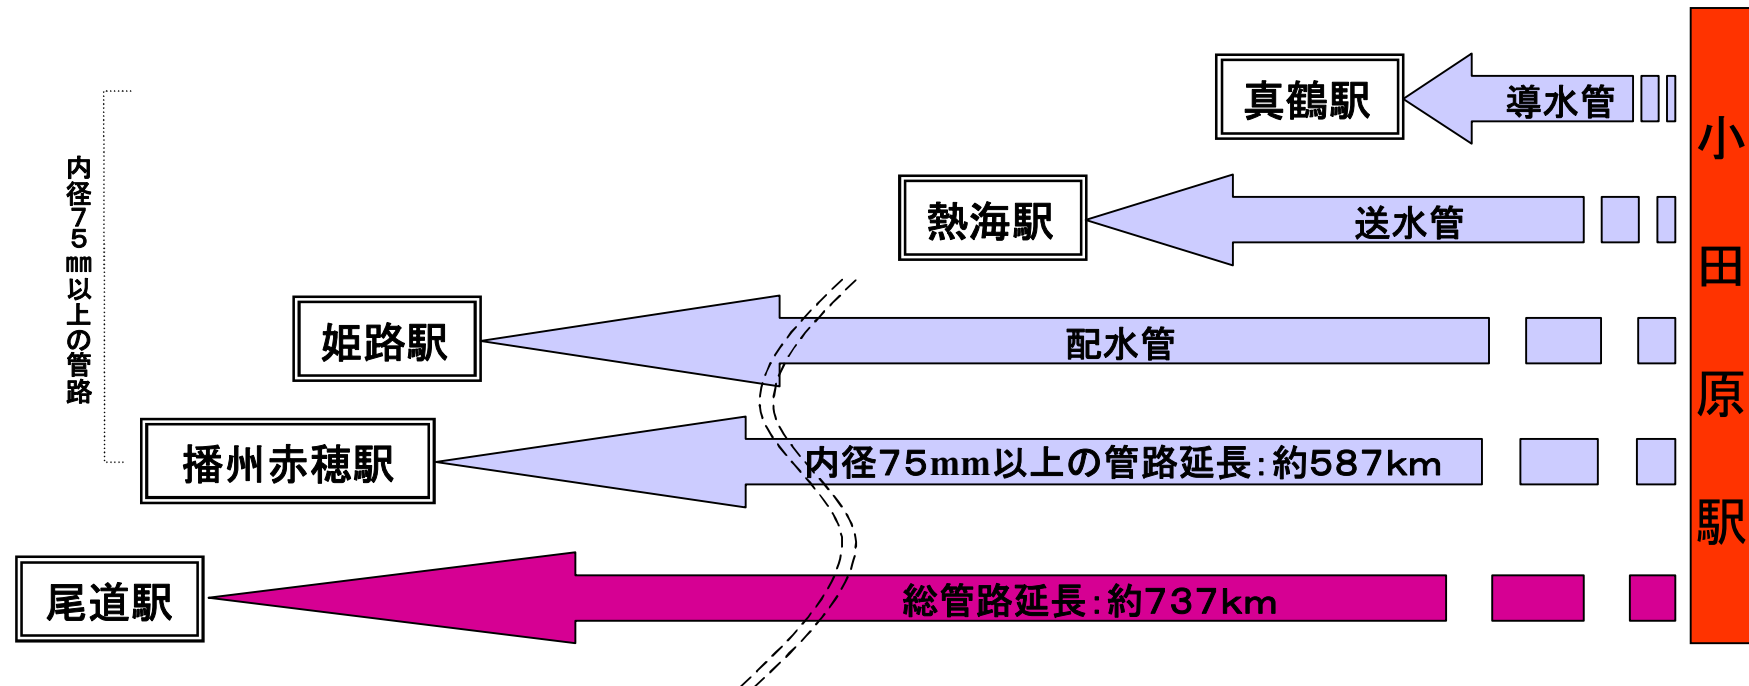 内径75㎜以上の管路
真鶴駅
導水管
熱海駅
送水管
姫路駅
配水管
播州赤穂駅
内径75mm以上の管路延長：約587km
尾道駅
総管路延長：約737km
小田原駅